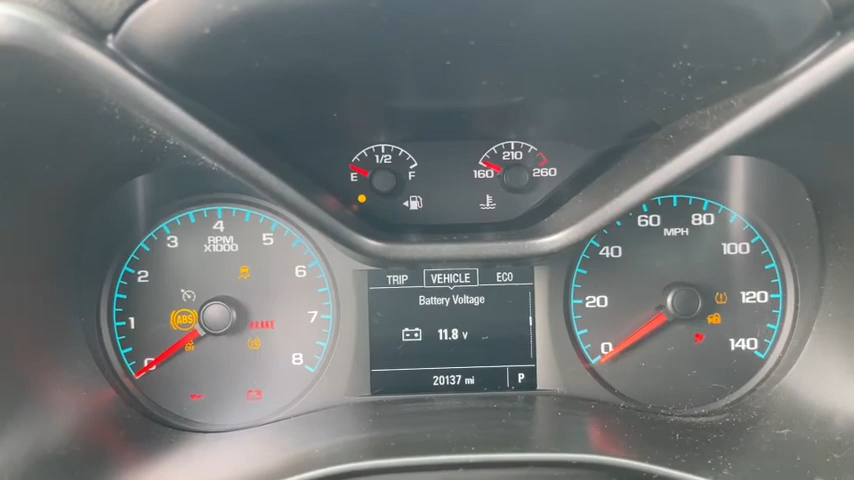 1/2
E F
210
160 260
4
3 5
RPM
X1000
2 6
1 7
0 8
ABS
BRAKE
OFF
TRIP VEHICLE ECO
Battery Voltage
11.8 V
20137 mi P
60 80
MPH
40 100
20 120
0 140